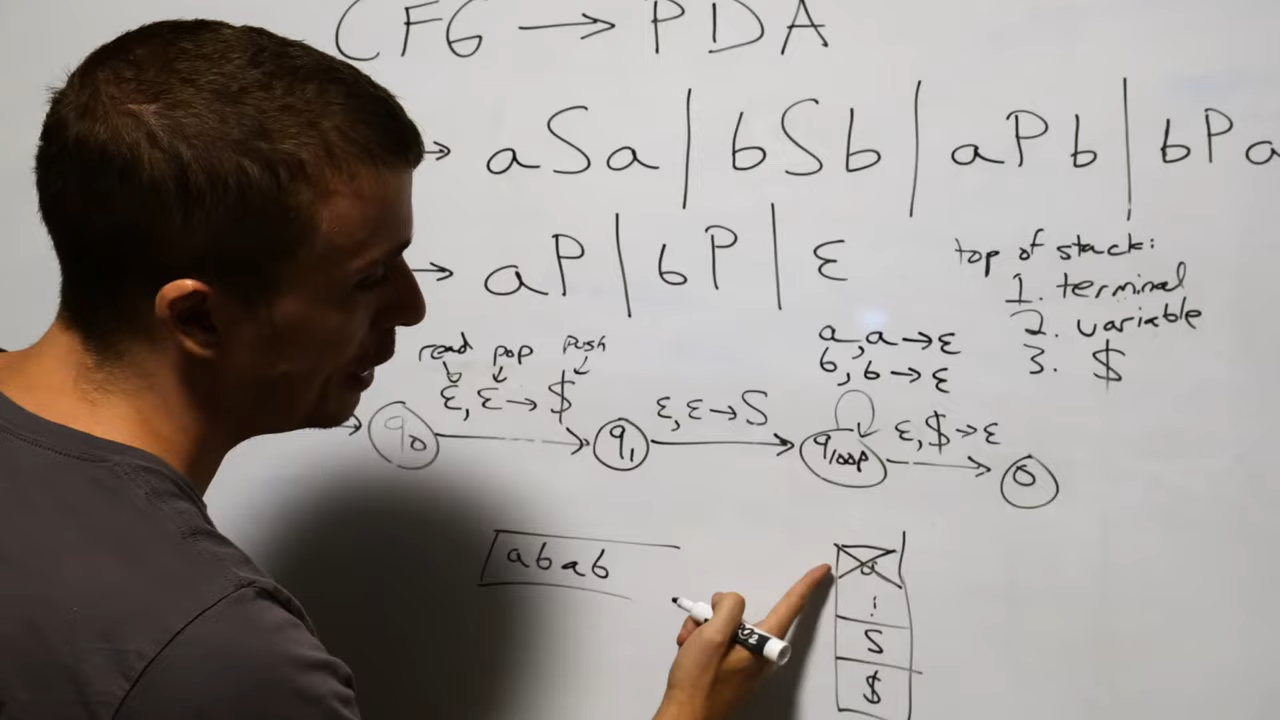 CFG → PDA
→ aSa | bSb | aPb | bPa
→ aP | bP | ε
top of stack:
1. terminal
2. variable
3. $
read pop push
ε, ε → $
ε, ε → S
a, a → ε
b, b → ε
ε, $ → ε
q0 q1 qloop
abab
a
⋮
S
$